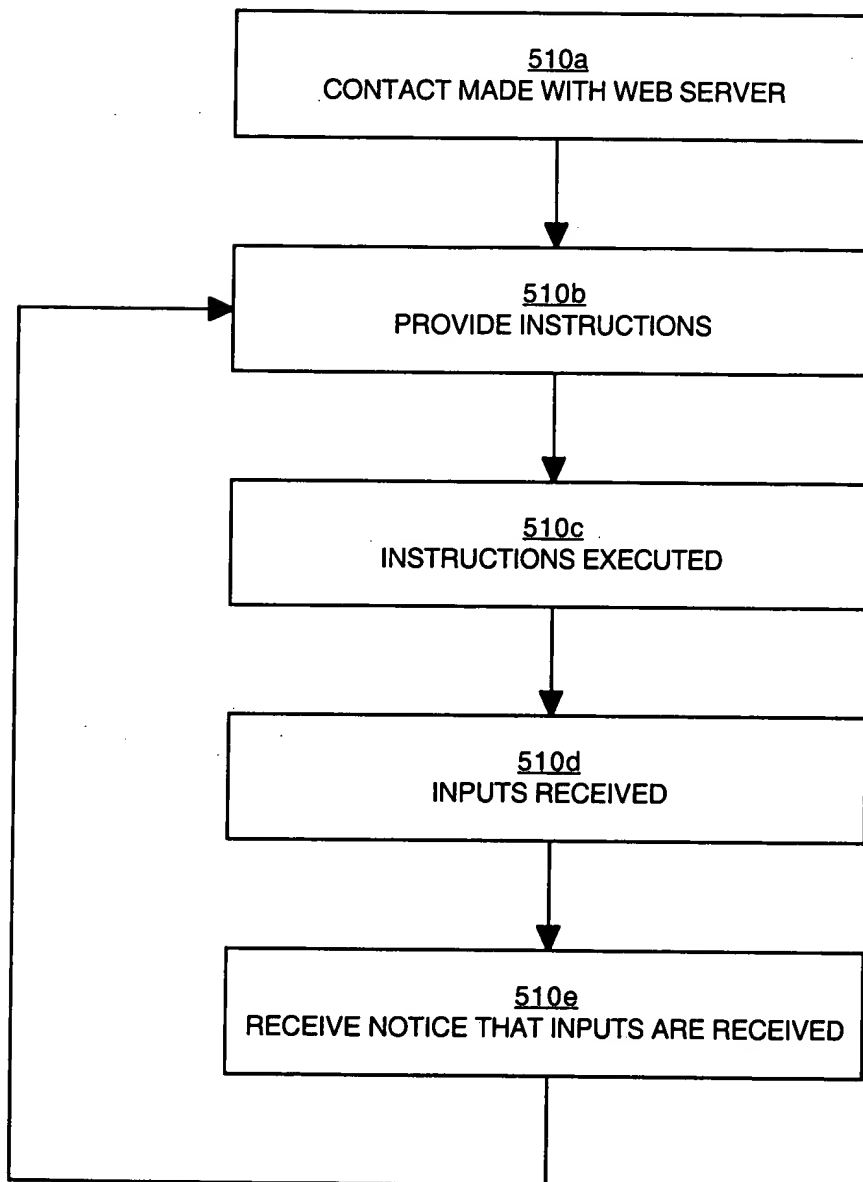 510a
CONTACT MADE WITH WEB SERVER
510b
PROVIDE INSTRUCTIONS
510c
INSTRUCTIONS EXECUTED
510d
INPUTS RECEIVED
510e
RECEIVE NOTICE THAT INPUTS ARE RECEIVED